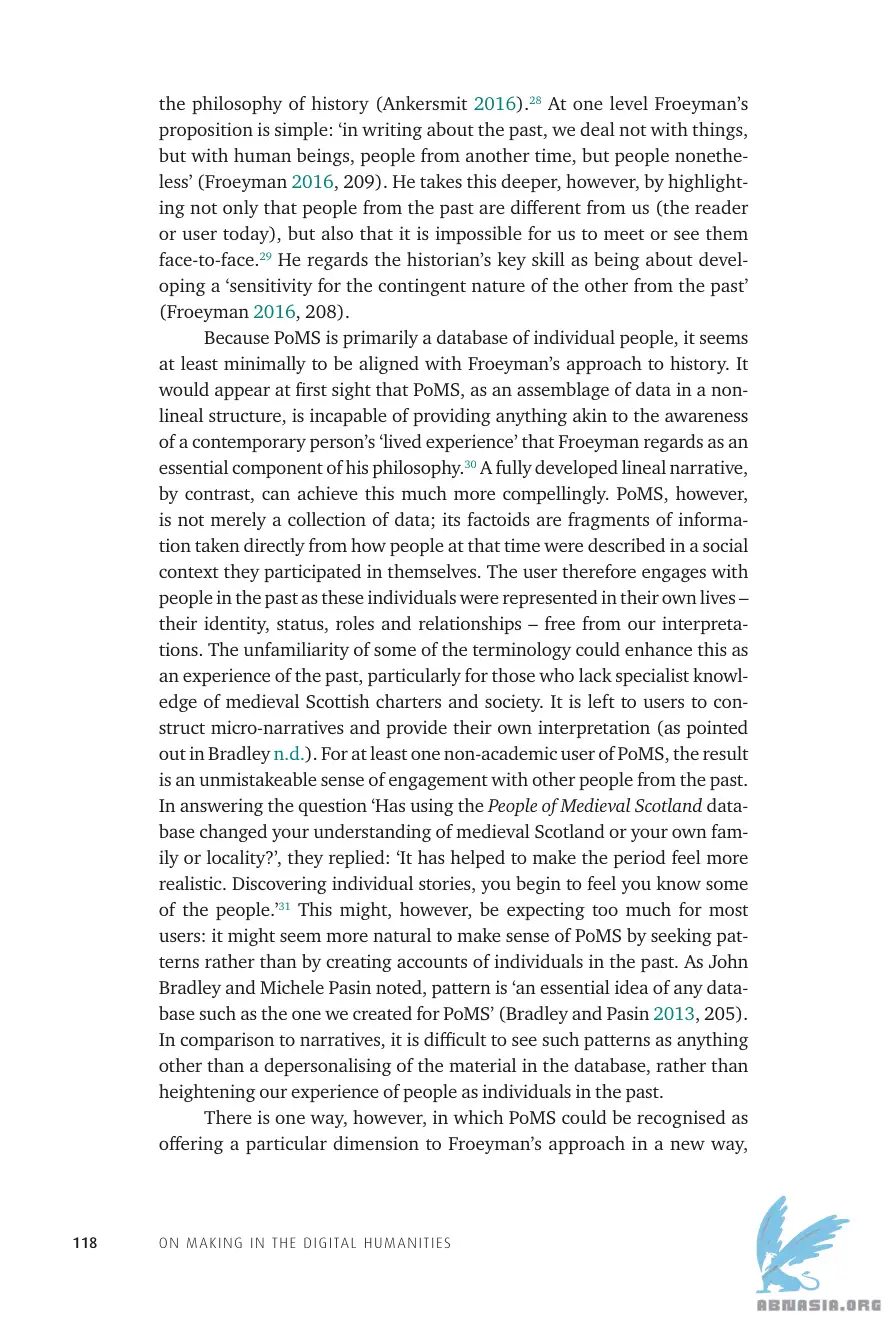 the philosophy of history (Ankersmit 2016).28 At one level Froeyman’s
proposition is simple: ‘in writing about the past, we deal not with things,
but with human beings, people from another time, but people nonethe-
less’ (Froeyman 2016, 209). He takes this deeper, however, by highlight-
ing not only that people from the past are different from us (the reader
or user today), but also that it is impossible for us to meet or see them
face-to-face.29 He regards the historian’s key skill as being about devel-
oping a ‘sensitivity for the contingent nature of the other from the past’
(Froeyman 2016, 208).
Because PoMS is primarily a database of individual people, it seems
at least minimally to be aligned with Froeyman’s approach to history. It
would appear at first sight that PoMS, as an assemblage of data in a non-
lineal structure, is incapable of providing anything akin to the awareness
of a contemporary person’s ‘lived experience’ that Froeyman regards as an
essential component of his philosophy.30 A fully developed lineal narrative,
by contrast, can achieve this much more compellingly. PoMS, however,
is not merely a collection of data; its factoids are fragments of informa-
tion taken directly from how people at that time were described in a social
context they participated in themselves. The user therefore engages with
people in the past as these individuals were represented in their own lives –
their identity, status, roles and relationships – free from our interpreta-
tions. The unfamiliarity of some of the terminology could enhance this as
an experience of the past, particularly for those who lack specialist knowl-
edge of medieval Scottish charters and society. It is left to users to con-
struct micro-narratives and provide their own interpretation (as pointed
out in Bradley n.d.). For at least one non-academic user of PoMS, the result
is an unmistakeable sense of engagement with other people from the past.
In answering the question ‘Has using the People of Medieval Scotland data-
base changed your understanding of medieval Scotland or your own fam-
ily or locality?’, they replied: ‘It has helped to make the period feel more
realistic. Discovering individual stories, you begin to feel you know some
of the people.’31 This might, however, be expecting too much for most
users: it might seem more natural to make sense of PoMS by seeking pat-
terns rather than by creating accounts of individuals in the past. As John
Bradley and Michele Pasin noted, pattern is ‘an essential idea of any data-
base such as the one we created for PoMS’ (Bradley and Pasin 2013, 205).
In comparison to narratives, it is difficult to see such patterns as anything
other than a depersonalising of the material in the database, rather than
heightening our experience of people as individuals in the past.
There is one way, however, in which PoMS could be recognised as
offering a particular dimension to Froeyman’s approach in a new way,
118 ON MAKING IN THE DIGITAL HUMANITIES
ABNASIA.ORG